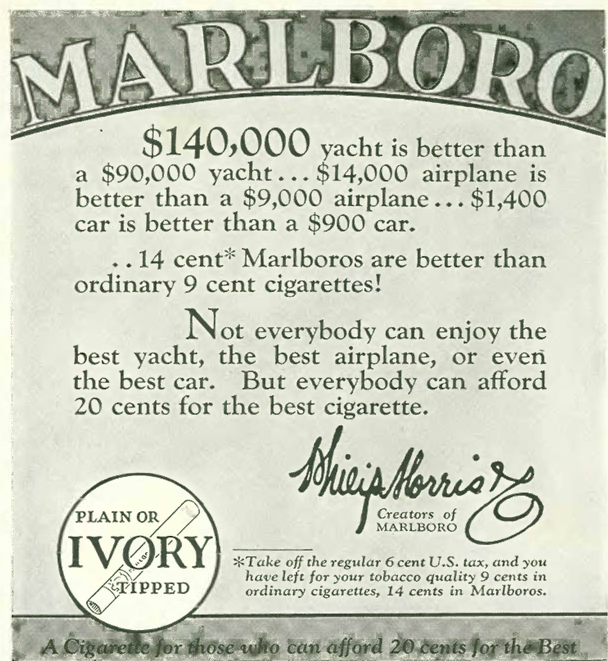 MARLBORO
$140,000 yacht is better than
a $90,000 yacht... $14,000 airplane is
better than a $9,000 airplane... $1,400
car is better than a $900 car.
..14 cent* Marlboros are better than
ordinary 9 cent cigarettes!
Not everybody can enjoy the
best yacht, the best airplane, or even
the best car. But everybody can afford
20 cents for the best cigarette.
Philip Morris & Co
Creators of
MARLBORO
PLAIN OR
IVORY
TIPPED
*Take off the regular 6 cent U.S. tax, and you
have left for your tobacco quality 9 cents in
ordinary cigarettes, 14 cents in Marlboros.
A Cigarette for those who can afford 20 cents for the Best